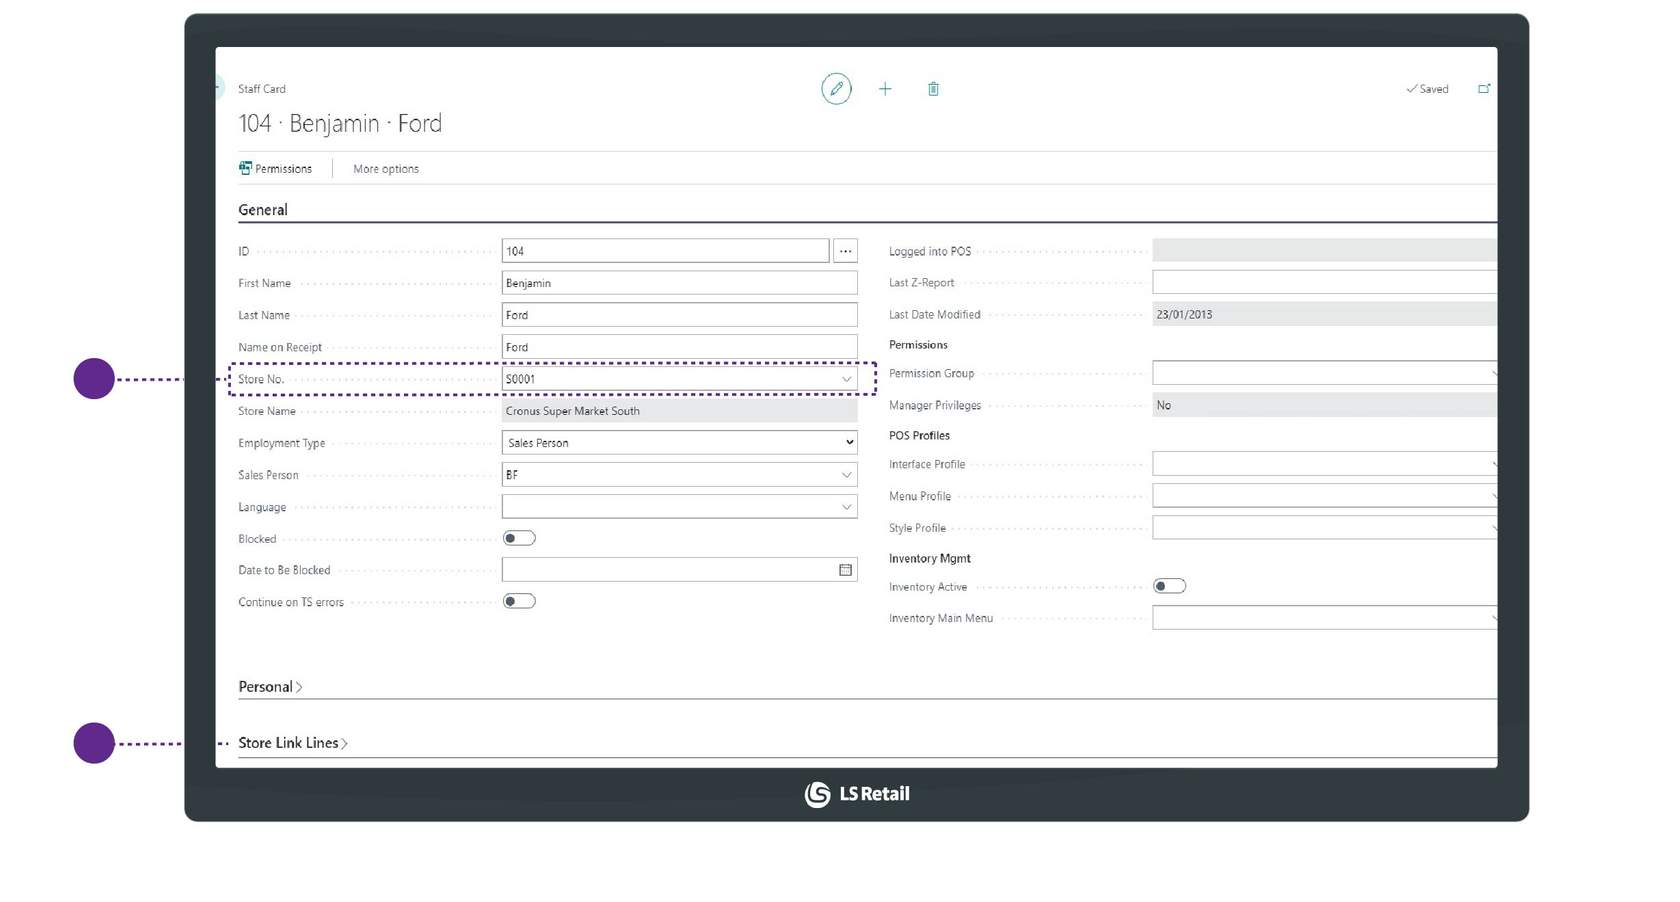 Staff Card
Saved
104 · Benjamin · Ford
Permissions
More options
General
ID
104
First Name
Benjamin
Last Name
Ford
Name on Receipt
Ford
Store No.
S0001
Store Name
Cronus Super Market South
Employment Type
Sales Person
Sales Person
BF
Language
Blocked
Date to Be Blocked
Continue on TS errors
Logged into POS
Last Z-Report
Last Date Modified
23/01/2013
Permissions
Permission Group
Manager Privileges
No
POS Profiles
Interface Profile
Menu Profile
Style Profile
Inventory Mgmt
Inventory Active
Inventory Main Menu
Personal
Store Link Lines
LS Retail